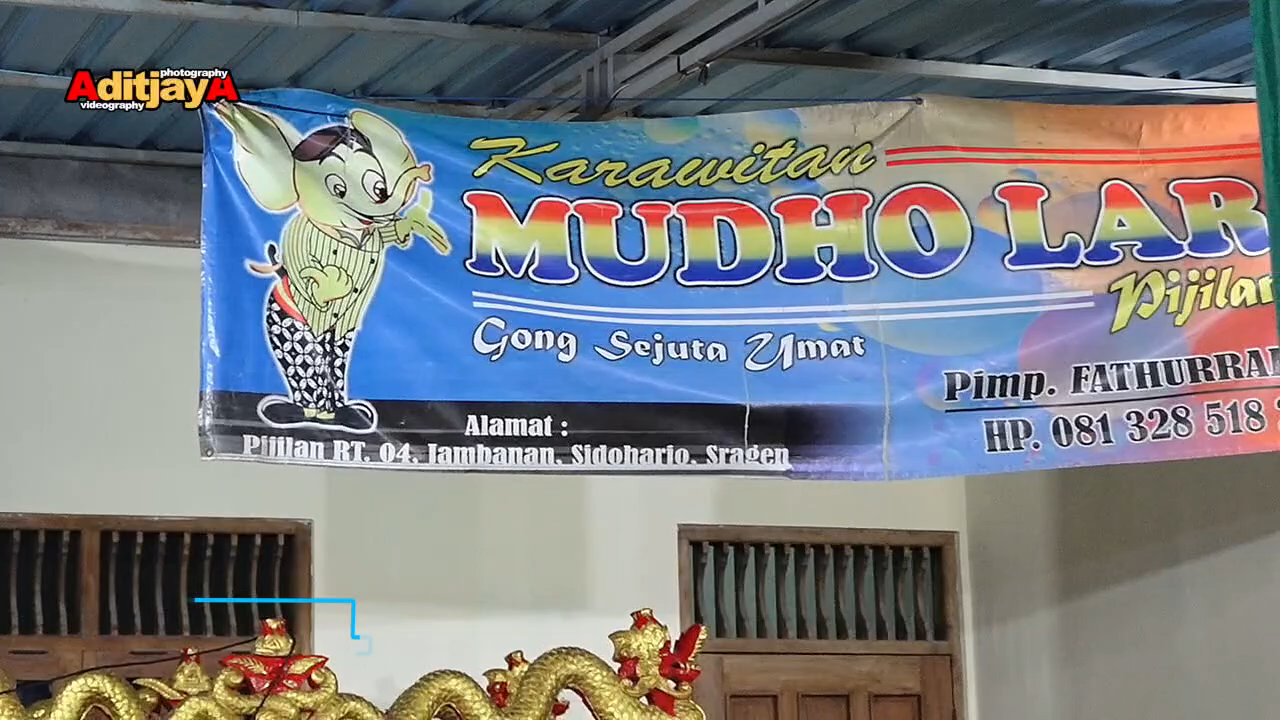 photography
AditjayA
videography
Karawitan
MUDHO LAR
Pijilan
Gong Sejuta Umat
Pimp. FATHURRA
HP. 081 328 518
Alamat :
Pijilan RT. 04, Jambanan, Sidoharjo, Sragen